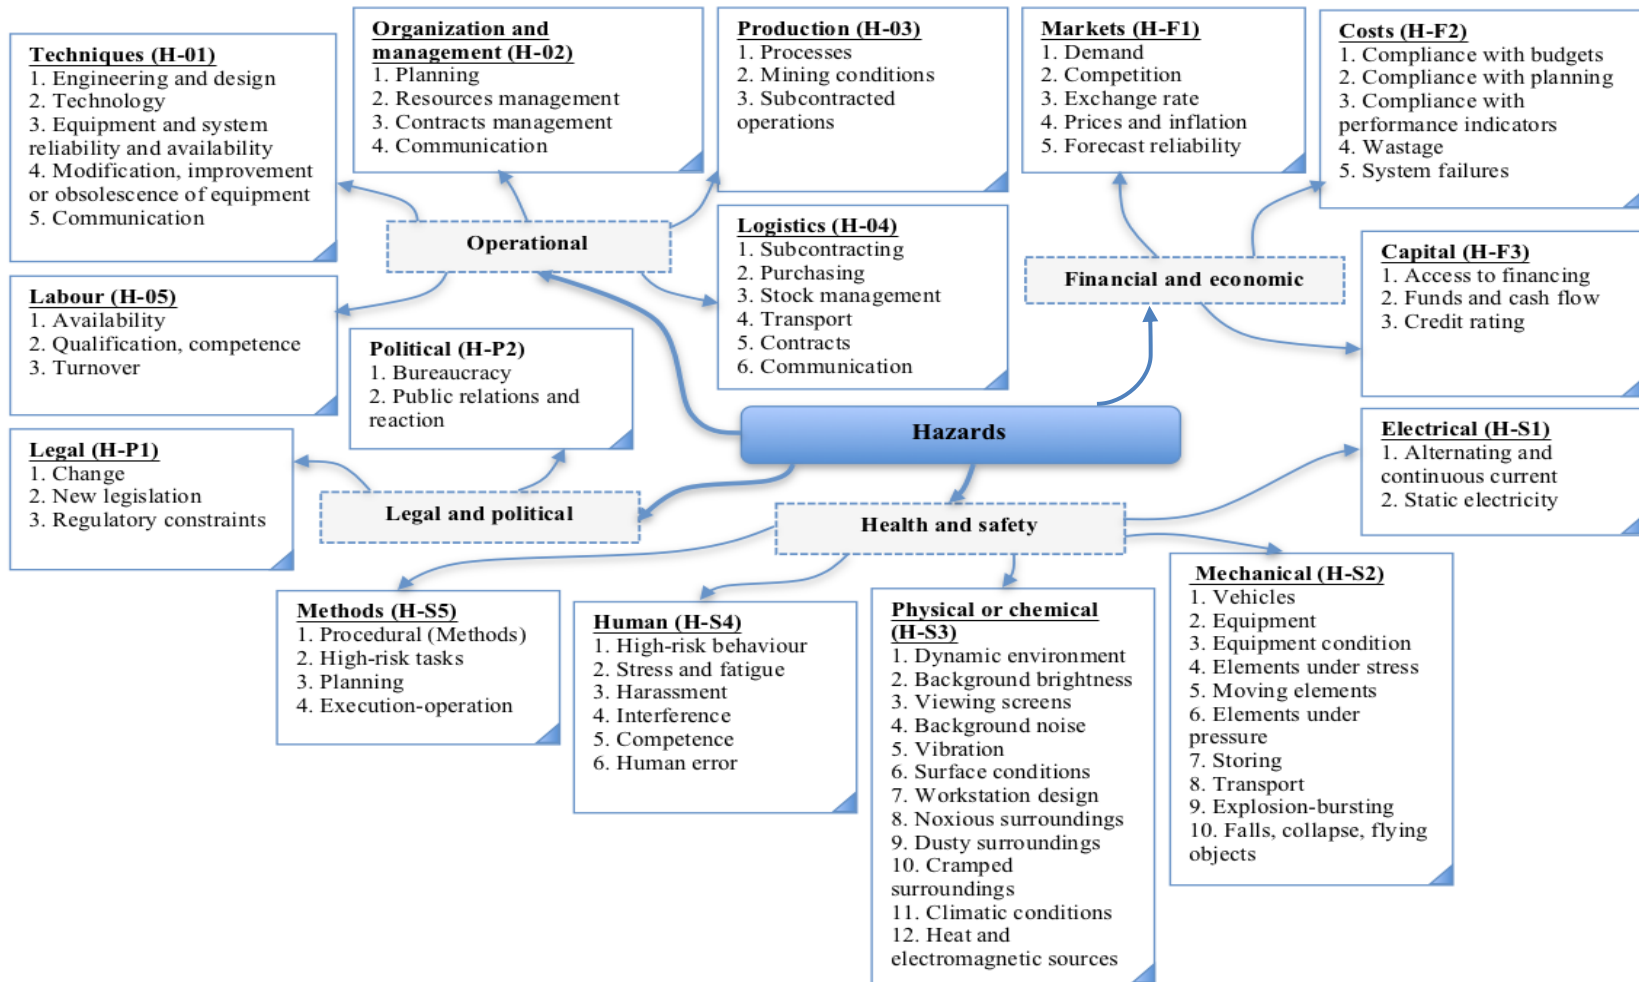 Techniques (H-01)
1. Engineering and design
2. Technology
3. Equipment and system
reliability and availability
4. Modification, improvement
or obsolescence of equipment
5. Communication
Organization and
management (H-02)
1. Planning
2. Resources management
3. Contracts management
4. Communication
Production (H-03)
1. Processes
2. Mining conditions
3. Subcontracted
operations
Markets (H-F1)
1. Demand
2. Competition
3. Exchange rate
4. Prices and inflation
5. Forecast reliability
Costs (H-F2)
1. Compliance with budgets
2. Compliance with planning
3. Compliance with
performance indicators
4. Wastage
5. System failures
Operational
Logistics (H-04)
1. Subcontracting
2. Purchasing
3. Stock management
4. Transport
5. Contracts
6. Communication
Financial and economic
Capital (H-F3)
1. Access to financing
2. Funds and cash flow
3. Credit rating
Labour (H-05)
1. Availability
2. Qualification, competence
3. Turnover
Political (H-P2)
1. Bureaucracy
2. Public relations and
reaction
Hazards
Legal (H-P1)
1. Change
2. New legislation
3. Regulatory constraints
Legal and political
Health and safety
Electrical (H-S1)
1. Alternating and
continuous current
2. Static electricity
Methods (H-S5)
1. Procedural (Methods)
2. High-risk tasks
3. Planning
4. Execution-operation
Human (H-S4)
1. High-risk behaviour
2. Stress and fatigue
3. Harassment
4. Interference
5. Competence
6. Human error
Physical or chemical
(H-S3)
1. Dynamic environment
2. Background brightness
3. Viewing screens
4. Background noise
5. Vibration
6. Surface conditions
7. Workstation design
8. Noxious surroundings
9. Dusty surroundings
10. Cramped
surroundings
11. Climatic conditions
12. Heat and
electromagnetic sources
Mechanical (H-S2)
1. Vehicles
2. Equipment
3. Equipment condition
4. Elements under stress
5. Moving elements
6. Elements under
pressure
7. Storing
8. Transport
9. Explosion-bursting
10. Falls, collapse, flying
objects